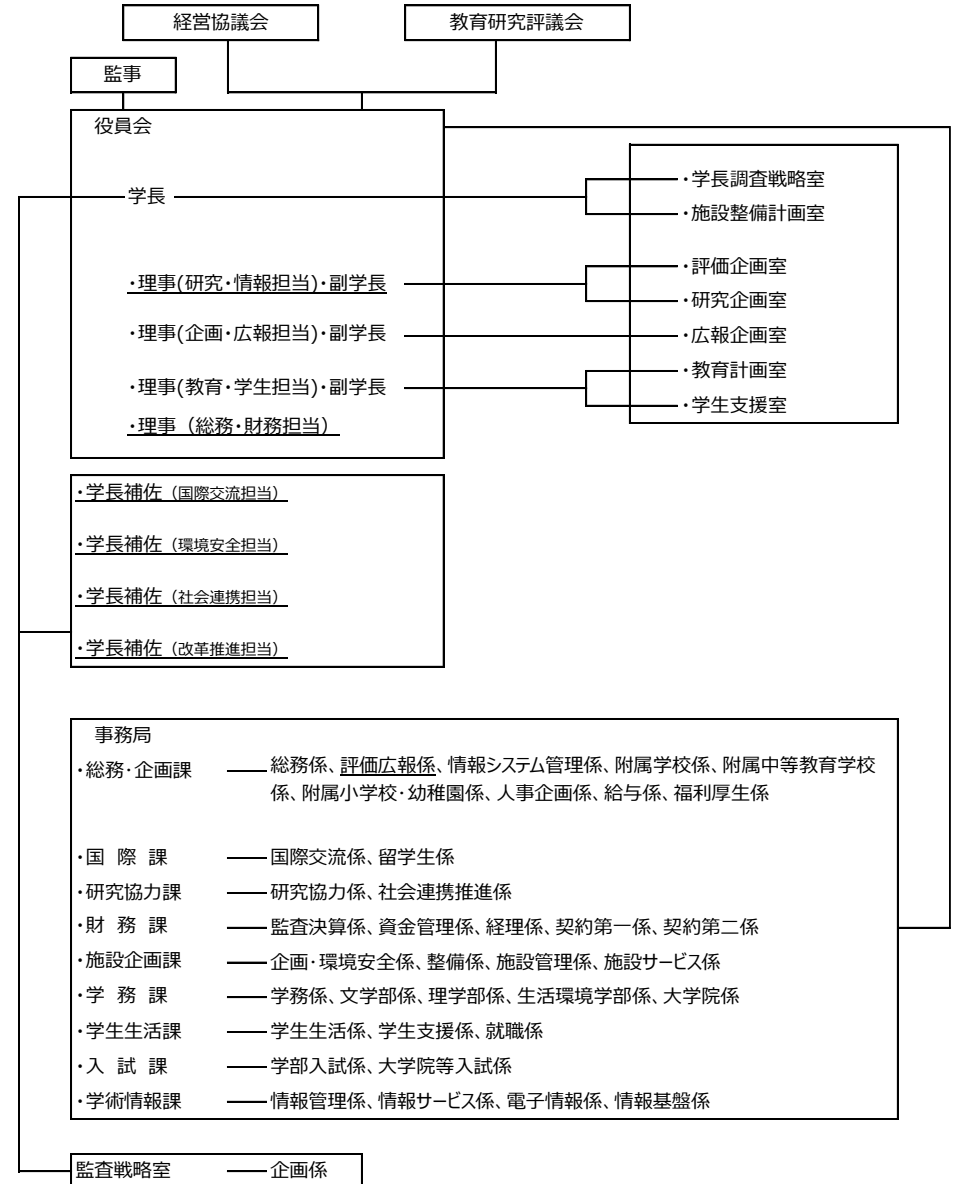 経営協議会
教育研究評議会
監事
役員会
学長
・学長調査戦略室
・施設整備計画室
・理事(研究・情報担当)・副学長
・評価企画室
・研究企画室
・理事(企画・広報担当)・副学長
・広報企画室
・理事(教育・学生担当)・副学長
・教育計画室
・学生支援室
・理事（総務・財務担当）
・学長補佐（国際交流担当）
・学長補佐（環境安全担当）
・学長補佐（社会連携担当）
・学長補佐（改革推進担当）
事務局
・総務・企画課 総務係、評価広報係、情報システム管理係、附属学校係、附属中等教育学校
係、附属小学校・幼稚園係、人事企画係、給与係、福利厚生係
・国 際 課 国際交流係、留学生係
・研究協力課 研究協力係、社会連携推進係
・財 務 課 監査決算係、資金管理係、経理係、契約第一係、契約第二係
・施設企画課 企画・環境安全係、整備係、施設管理係、施設サービス係
・学 務 課 学務係、文学部係、理学部係、生活環境学部係、大学院係
・学生生活課 学生生活係、学生支援係、就職係
・入 試 課 学部入試係、大学院等入試係
・学術情報課 情報管理係、情報サービス係、電子情報係、情報基盤係
監査戦略室 企画係